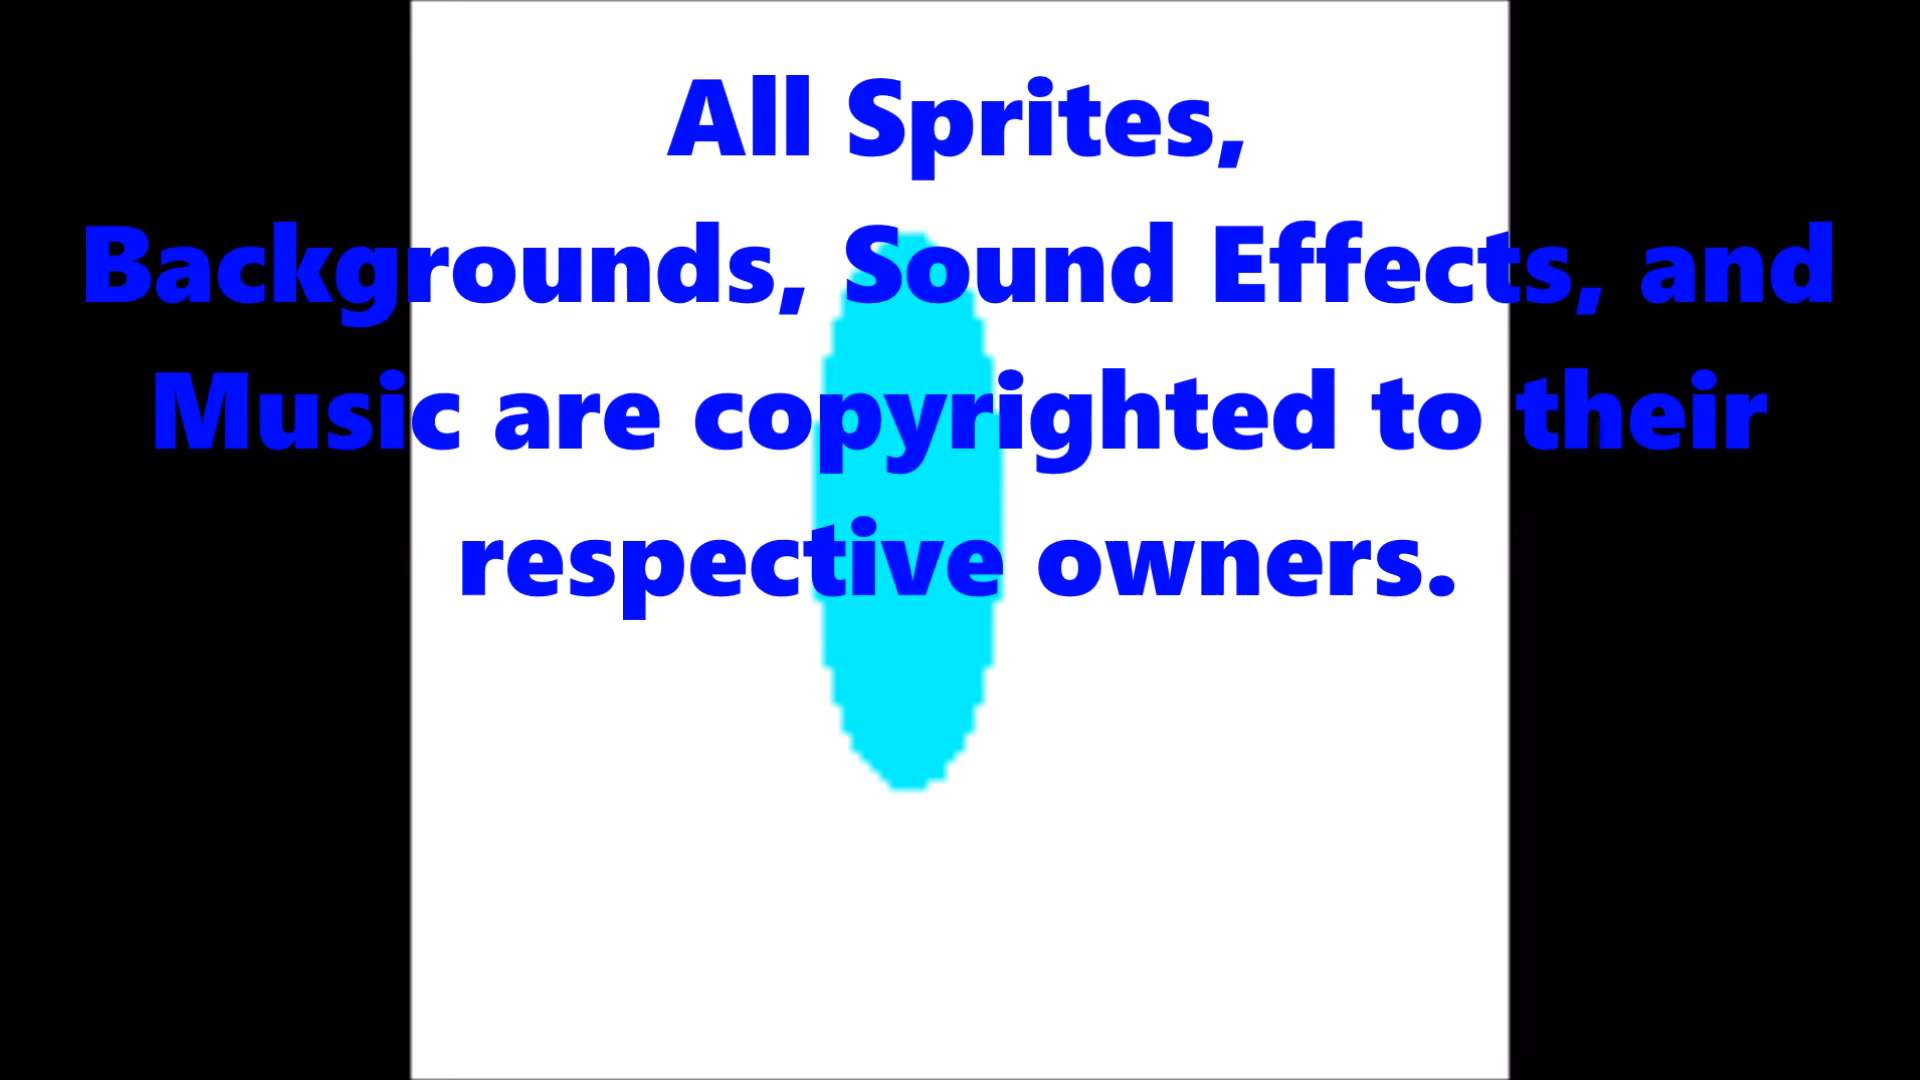 All Sprites,
Backgrounds, Sound Effects, and
Music are copyrighted to their
respective owners.